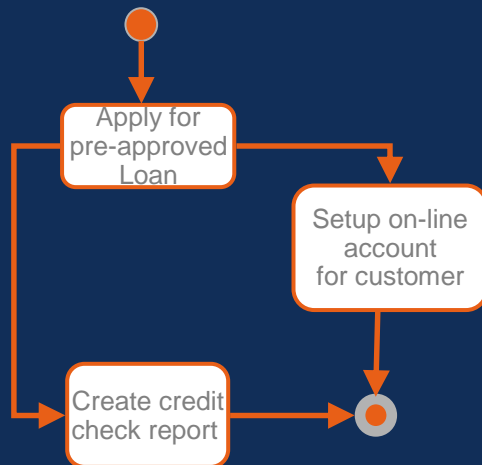 Apply for
pre-approved
Loan
Setup on-line
account
for customer
Create credit
check report